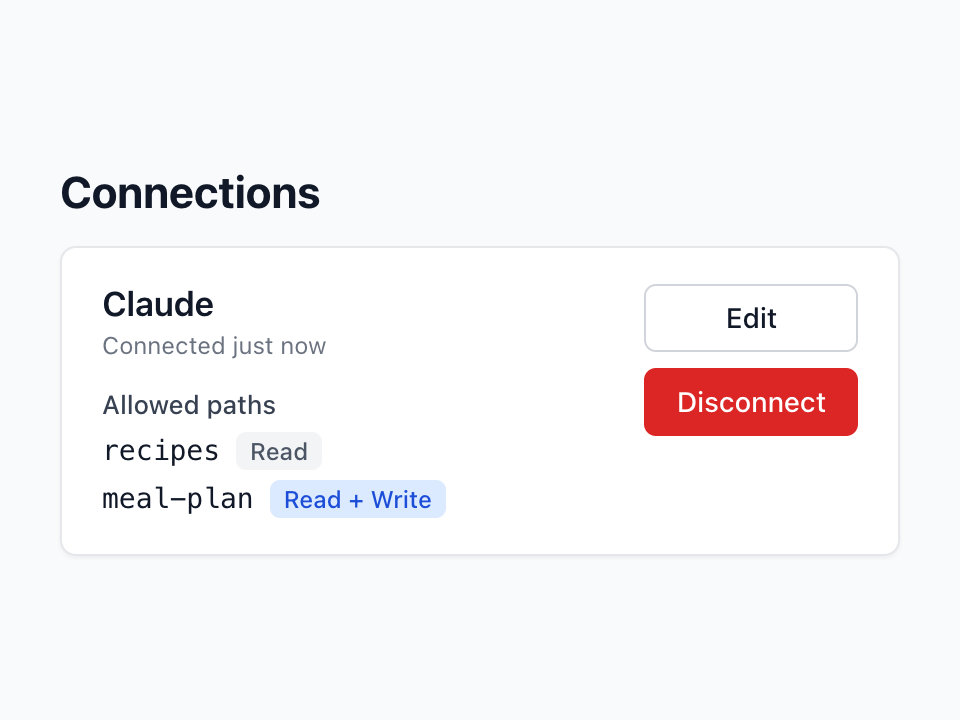 Connections
Claude
Connected just now
Edit
Disconnect
Allowed paths
recipes Read
meal-plan Read + Write